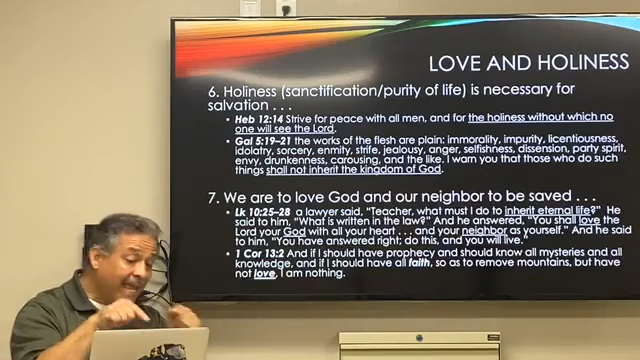 LOVE AND HOLINESS
6. Holiness (sanctification/purity of life) is necessary for
salvation . . .
• Heb 12:14 Strive for peace with all men, and for the holiness without which no
one will see the Lord.
• Gal 5:19–21 the works of the flesh are plain: immorality, impurity, licentiousness,
idolatry, sorcery, enmity, strife, jealousy, anger, selfishness, dissension, party spirit,
envy, drunkenness, carousing, and the like. I warn you that those who do such
things shall not inherit the kingdom of God.
7. We are to love God and our neighbor to be saved . . .
• Lk 10:25–28 a lawyer said, “Teacher, what must I do to inherit eternal life?” He
said to him, “What is written in the law?” And he answered, “You shall love the
Lord your God with all your heart . . . and your neighbor as yourself.” And he said
to him, “You have answered right; do this, and you will live.”
• 1 Cor 13:2 And if I should have prophecy and should know all mysteries and all
knowledge, and if I should have all faith, so as to remove mountains, but have
not love, I am nothing.